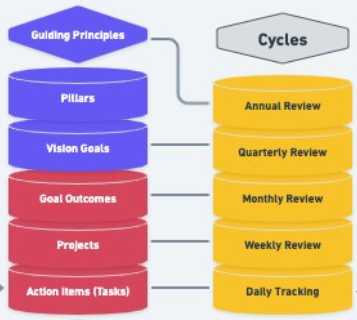 Guiding Principles
Pillars
Vision Goals
Goal Outcomes
Projects
Action Items (Tasks)
Cycles
Annual Review
Quarterly Review
Monthly Review
Weekly Review
Daily Tracking